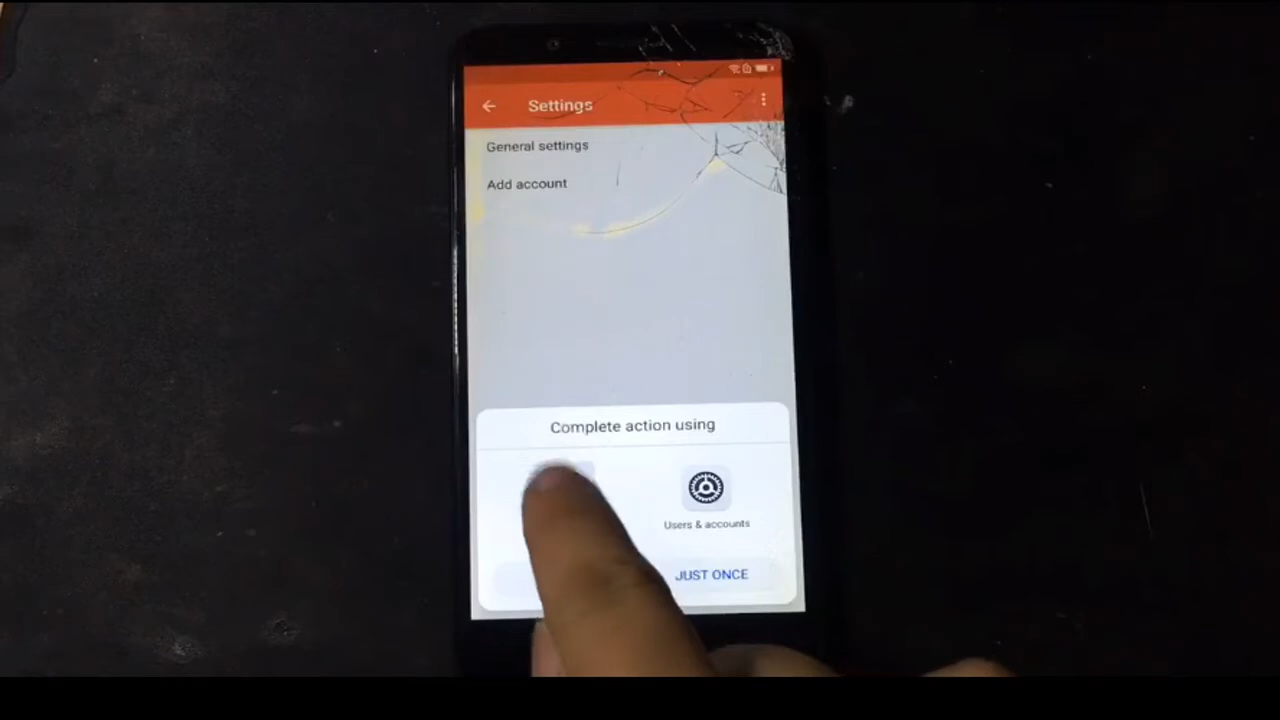 Settings
General settings
Add account
Complete action using
Users & accounts
JUST ONCE